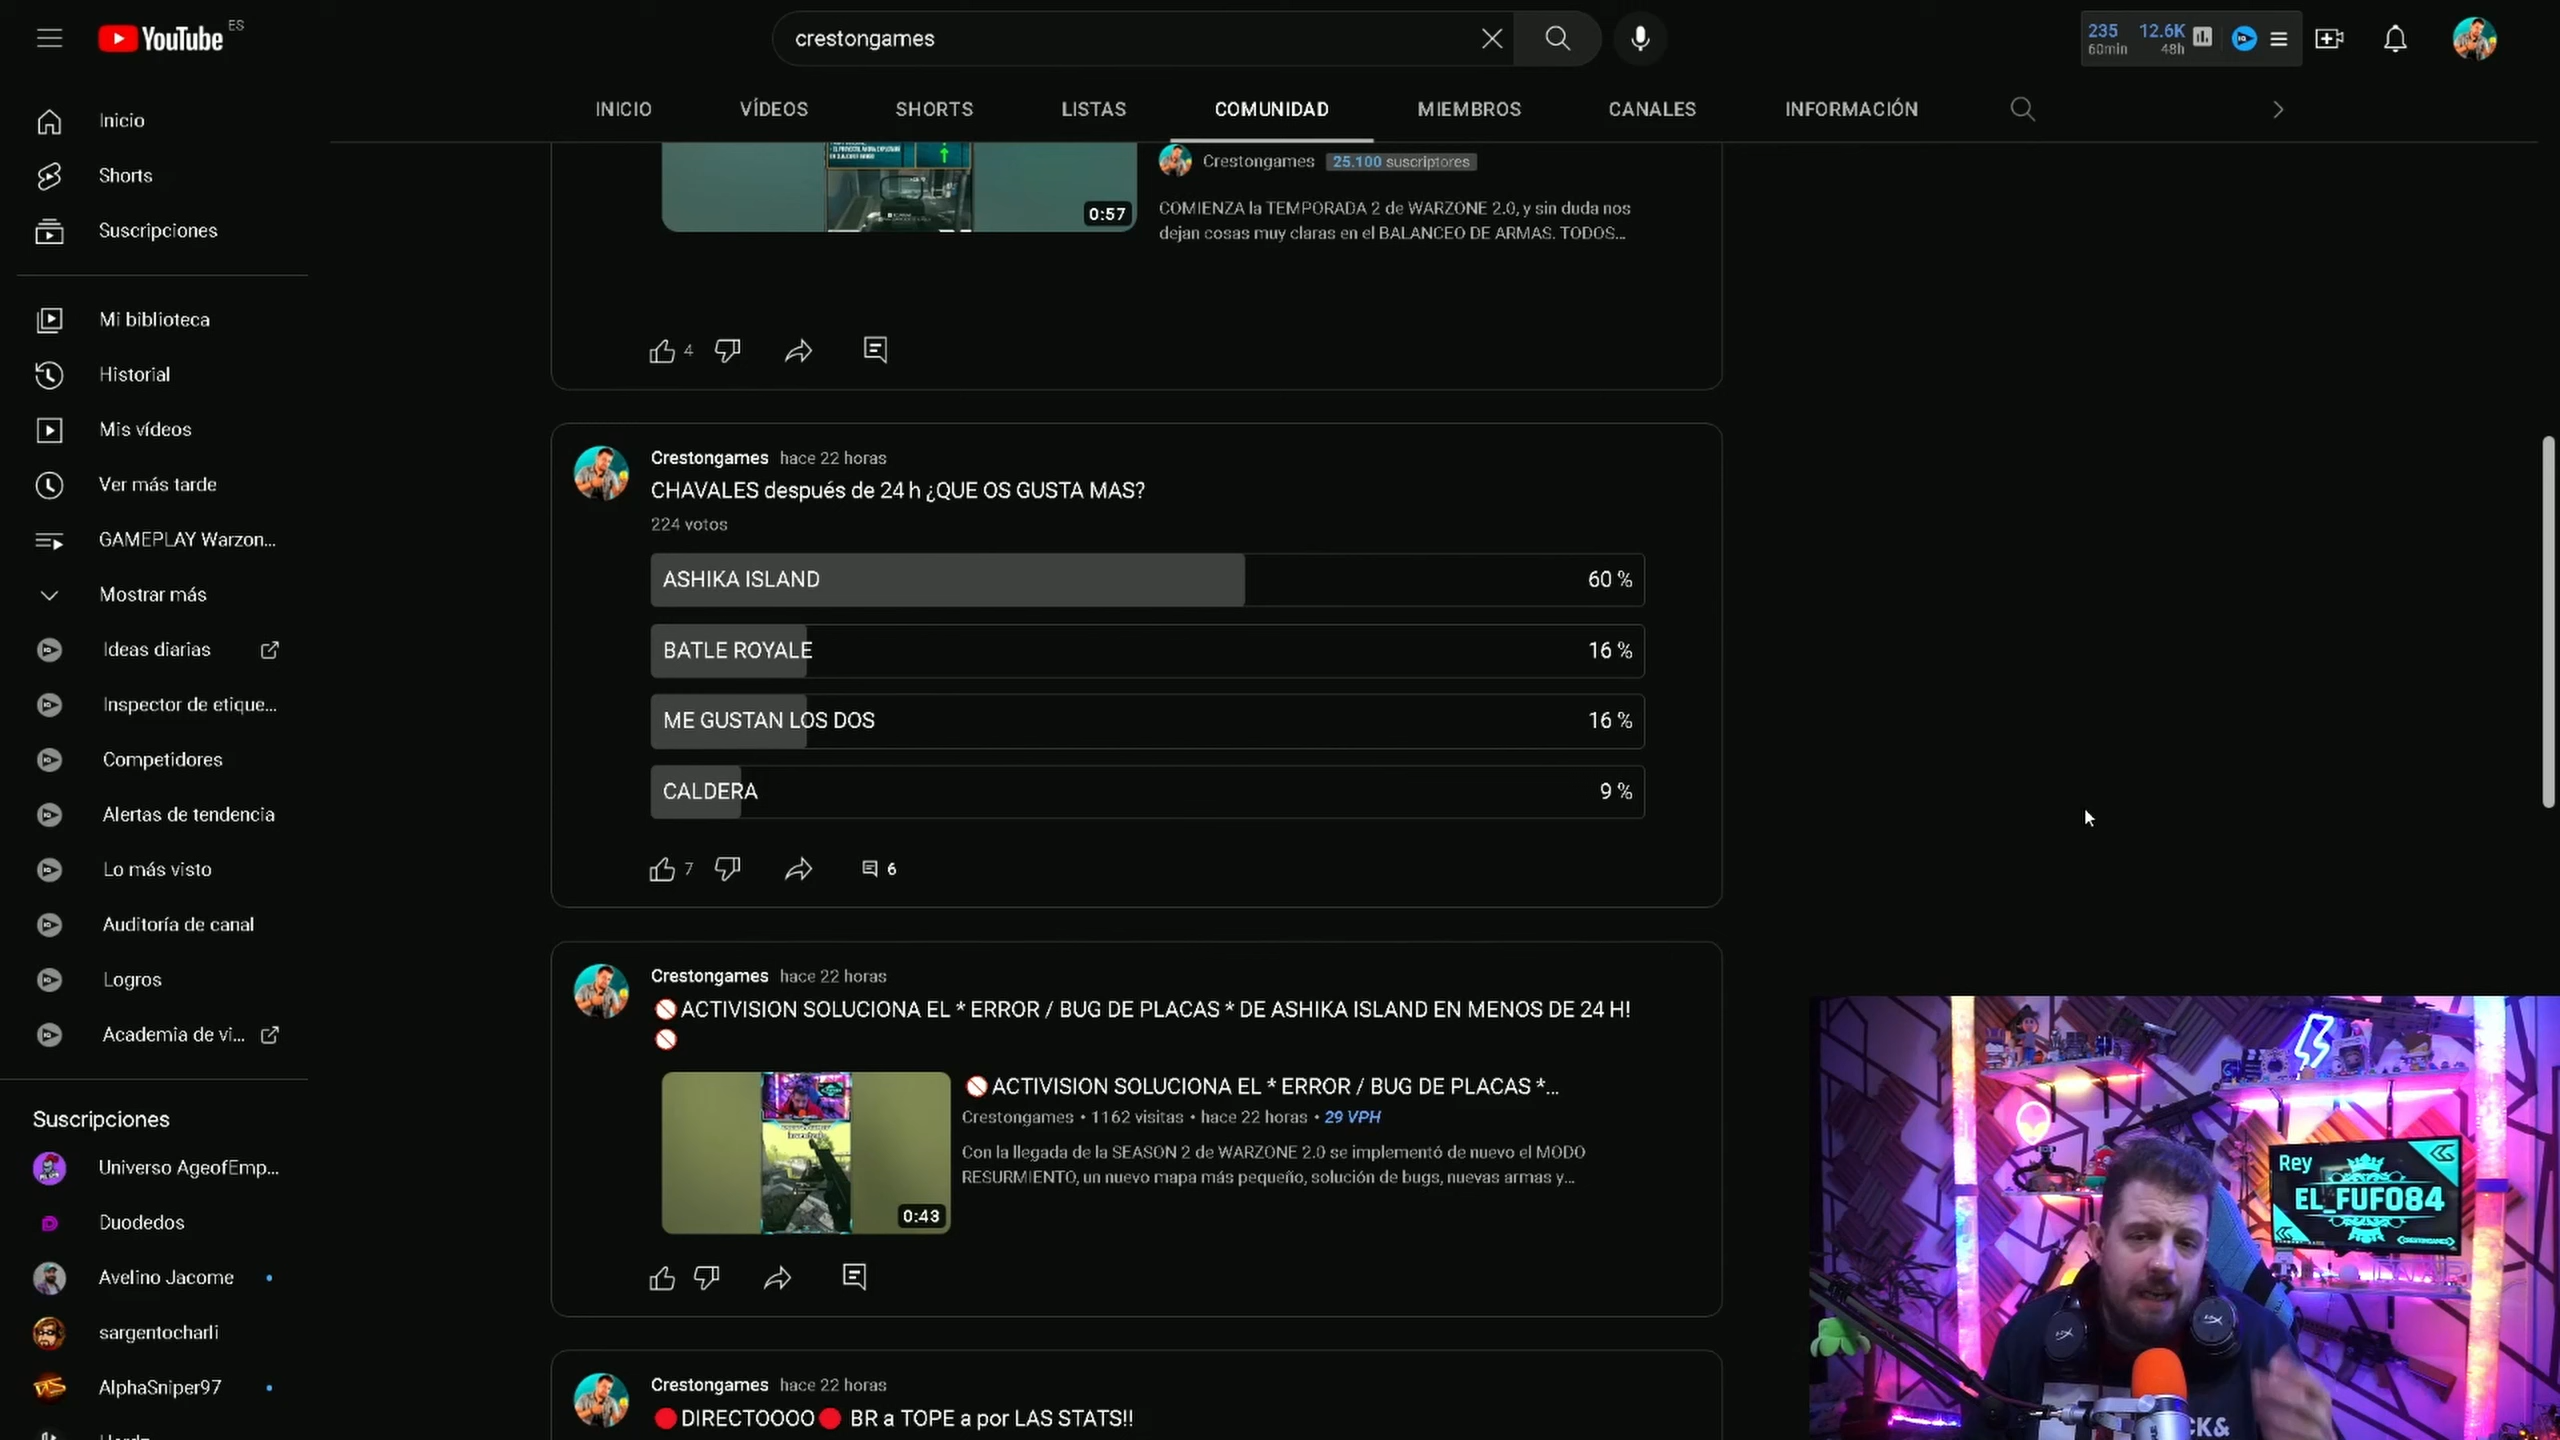 YouTube ES
crestongames
235 12.6K
60min 48h
INICIO VÍDEOS SHORTS LISTAS COMUNIDAD MIEMBROS CANALES INFORMACIÓN
Inicio
Shorts
Suscripciones
Mi biblioteca
Historial
Mis vídeos
Ver más tarde
GAMEPLAY Warzon...
Mostrar más
Ideas diarias
Inspector de etique...
Competidores
Alertas de tendencia
Lo más visto
Auditoría de canal
Logros
Academia de vi...
Suscripciones
Universo AgeofEmp...
Duodedos
Avelino Jacome
sargentocharli
AlphaSniper97
0:57
Crestongames 25.100 suscriptores
COMIENZA la TEMPORADA 2 de WARZONE 2.0, y sin duda nos
dejan cosas muy claras en el BALANCEO DE ARMAS. TODOS...
4
Crestongames hace 22 horas
CHAVALES después de 24 h ¿QUE OS GUSTA MAS?
224 votos
ASHIKA ISLAND 60 %
BATLE ROYALE 16 %
ME GUSTAN LOS DOS 16 %
CALDERA 9 %
7 6
Crestongames hace 22 horas
🚫ACTIVISION SOLUCIONA EL * ERROR / BUG DE PLACAS * DE ASHIKA ISLAND EN MENOS DE 24 H!
🚫
🚫ACTIVISION SOLUCIONA EL * ERROR / BUG DE PLACAS *...
Crestongames • 1162 visitas • hace 22 horas • 29 VPH
Con la llegada de la SEASON 2 de WARZONE 2.0 se implementó de nuevo el MODO
RESURMIENTO, un nuevo mapa más pequeño, solución de bugs, nuevas armas y...
0:43
Crestongames hace 22 horas
🔴DIRECTOOOO🔴 BR a TOPE a por LAS STATS!!
Rey
EL_FUFO84
CRESTONGAMES
CK&